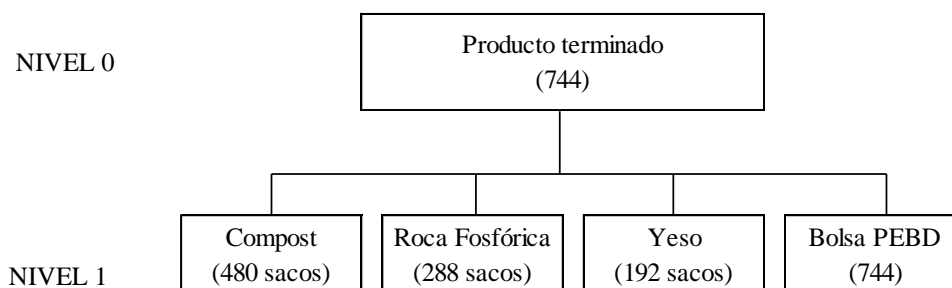 NIVEL 0
Producto terminado
(744)
NIVEL 1
Compost
(480 sacos)
Roca Fosfórica
(288 sacos)
Yeso
(192 sacos)
Bolsa PEBD
(744)